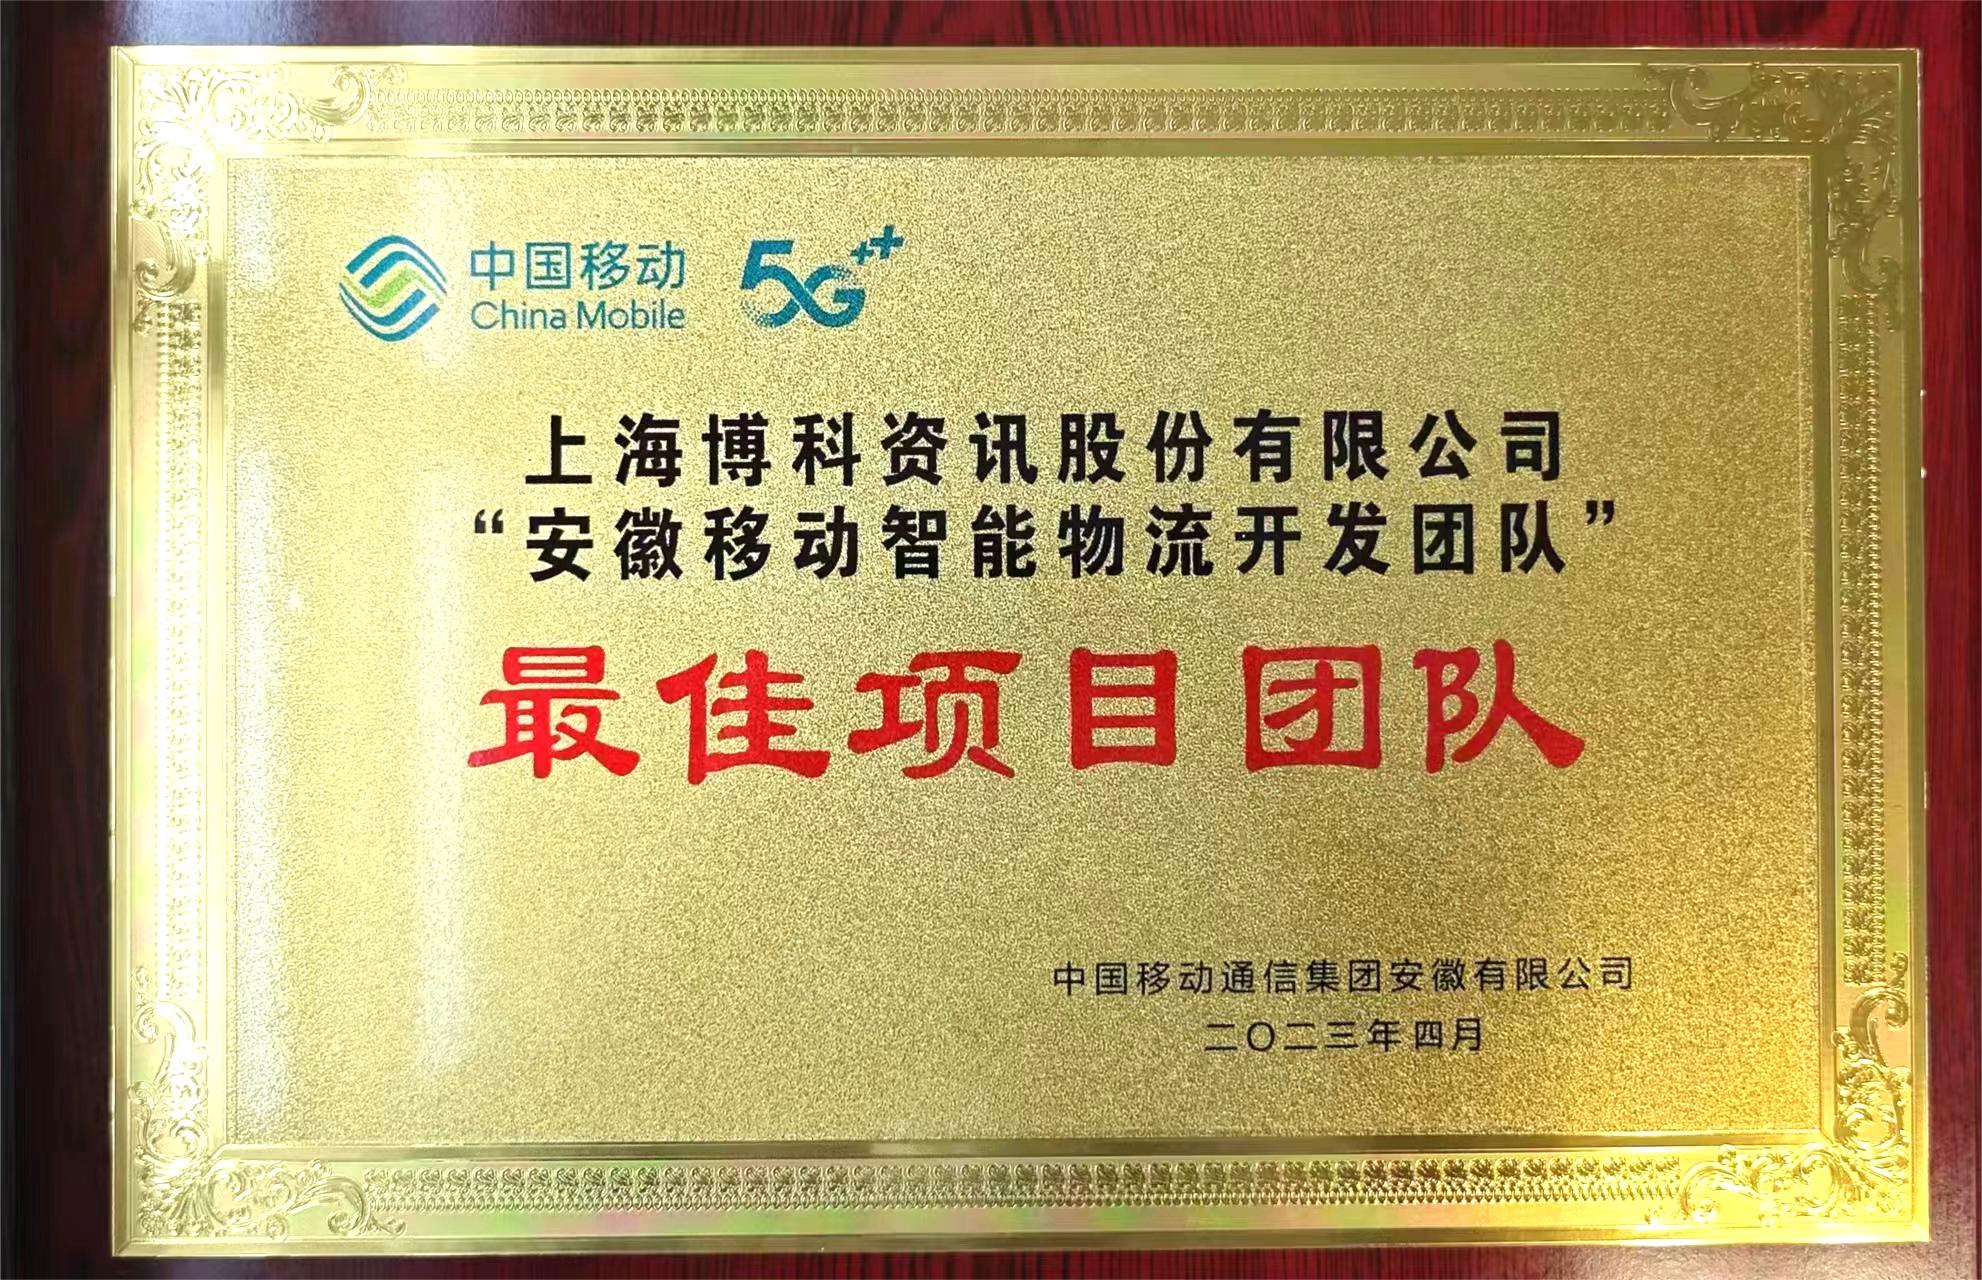 中国移动 5G++
China Mobile
上海博科资讯股份有限公司
“安徽移动智能物流开发团队”
最佳项目团队
中国移动通信集团安徽有限公司
二〇二三年四月